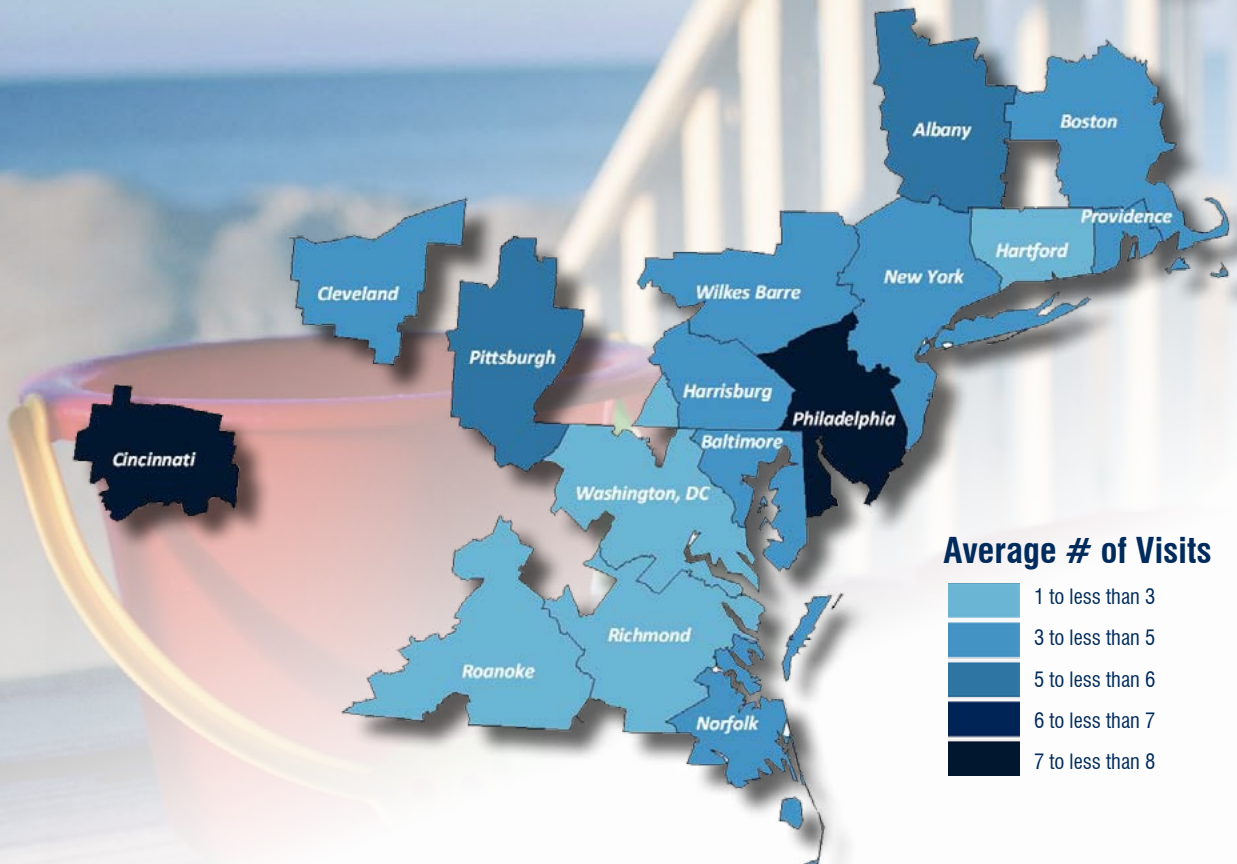 Albany
Boston
Providence
Hartford
New York
Cleveland
Wilkes Barre
Pittsburgh
Harrisburg
Philadelphia
Baltimore
Cincinnati
Washington, DC
Richmond
Roanoke
Norfolk
Average # of Visits
1 to less than 3
3 to less than 5
5 to less than 6
6 to less than 7
7 to less than 8